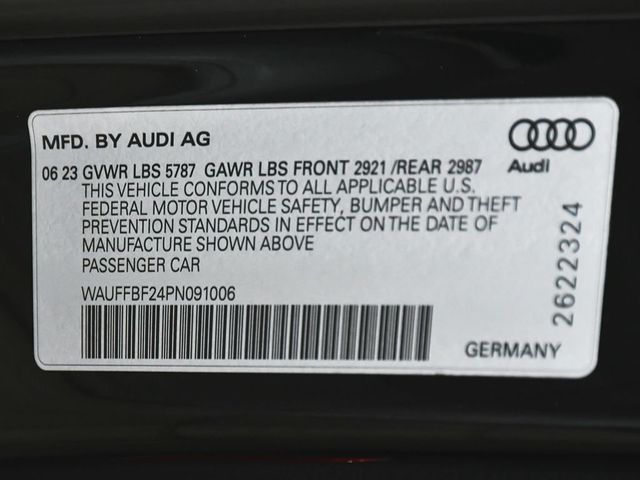 MFD. BY AUDI AG
06 23 GVWR LBS 5787 GAWR LBS FRONT 2921 /REAR 2987
THIS VEHICLE CONFORMS TO ALL APPLICABLE U.S.
FEDERAL MOTOR VEHICLE SAFETY, BUMPER AND THEFT
PREVENTION STANDARDS IN EFFECT ON THE DATE OF
MANUFACTURE SHOWN ABOVE
PASSENGER CAR
WAUFFBF24PN091006
Audi
2622324
GERMANY